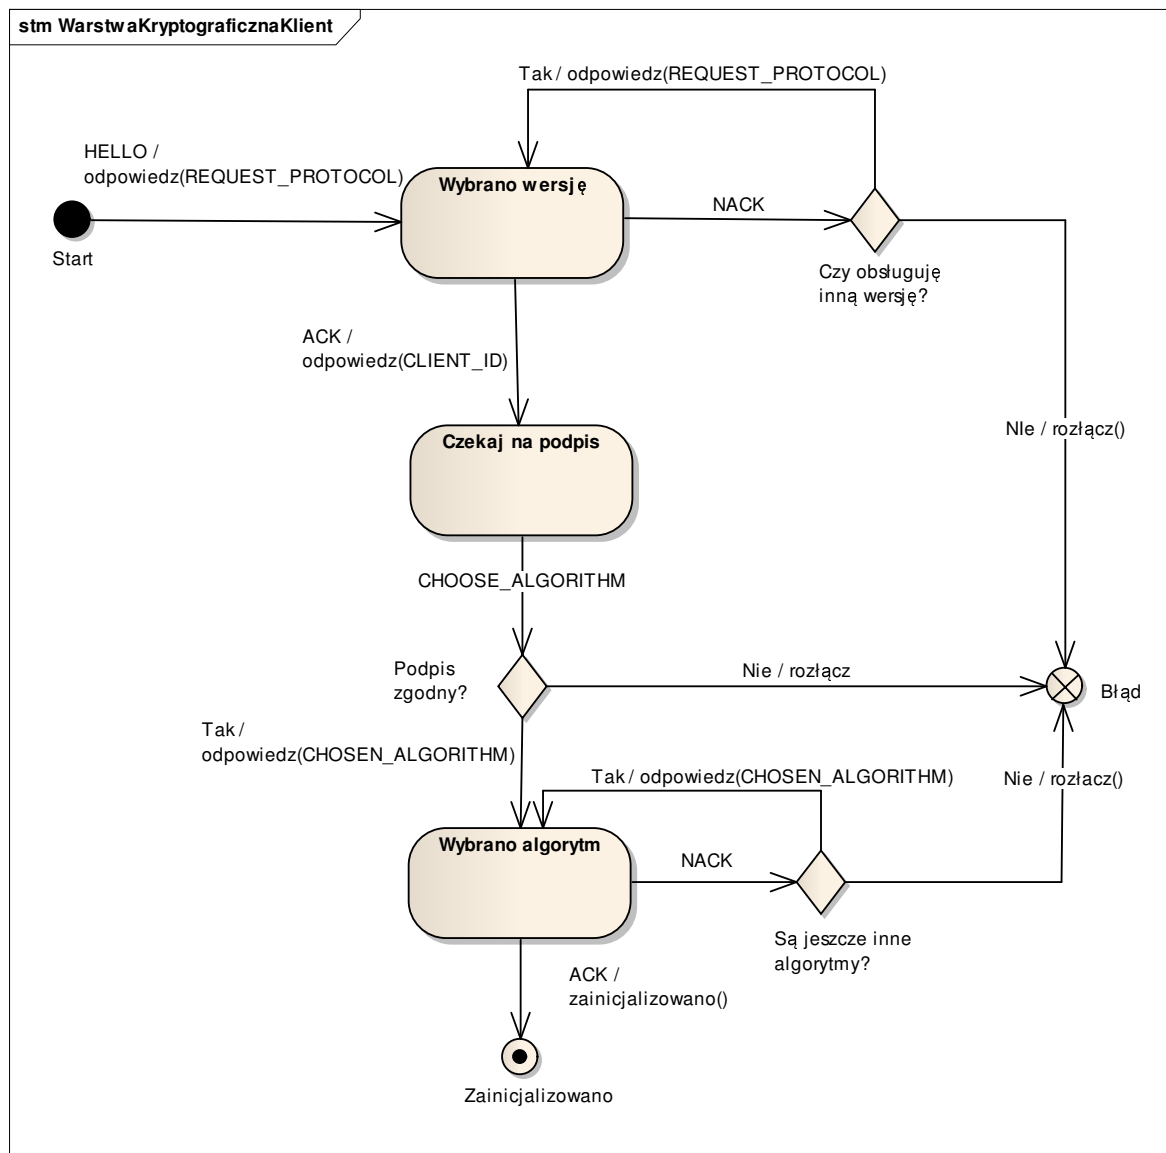 stm WarstwaKryptograficznaKlient
Tak / odpowiedz(REQUEST_PROTOCOL)
HELLO /
odpowiedz(REQUEST_PROTOCOL)
Wybrano wersję
NACK
Start
Czy obsługuję
inną wersję?
ACK /
odpowiedz(CLIENT_ID)
NIe / rozłącz()
Czekaj na podpis
CHOOSE_ALGORITHM
Podpis
zgodny?
Nie / rozłącz
Błąd
Tak /
odpowiedz(CHOSEN_ALGORITHM)
Tak / odpowiedz(CHOSEN_ALGORITHM)
Nie / rozłacz()
Wybrano algorytm
NACK
Są jeszcze inne
algorytmy?
ACK /
zainicjalizowano()
Zainicjalizowano